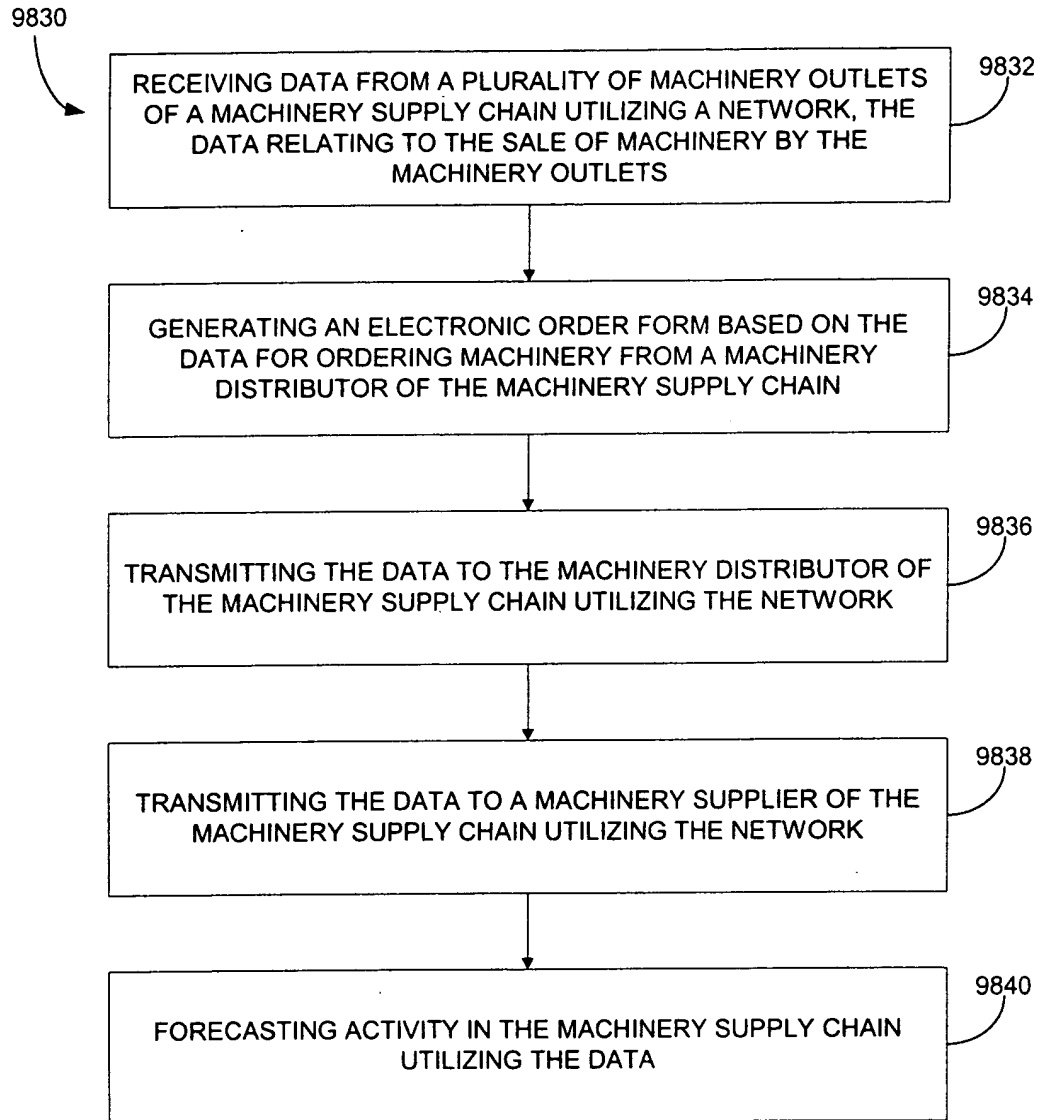 9830
RECEIVING DATA FROM A PLURALITY OF MACHINERY OUTLETS
OF A MACHINERY SUPPLY CHAIN UTILIZING A NETWORK, THE
DATA RELATING TO THE SALE OF MACHINERY BY THE
MACHINERY OUTLETS
9832
GENERATING AN ELECTRONIC ORDER FORM BASED ON THE
DATA FOR ORDERING MACHINERY FROM A MACHINERY
DISTRIBUTOR OF THE MACHINERY SUPPLY CHAIN
9834
TRANSMITTING THE DATA TO THE MACHINERY DISTRIBUTOR OF
THE MACHINERY SUPPLY CHAIN UTILIZING THE NETWORK
9836
TRANSMITTING THE DATA TO A MACHINERY SUPPLIER OF THE
MACHINERY SUPPLY CHAIN UTILIZING THE NETWORK
9838
FORECASTING ACTIVITY IN THE MACHINERY SUPPLY CHAIN
UTILIZING THE DATA
9840